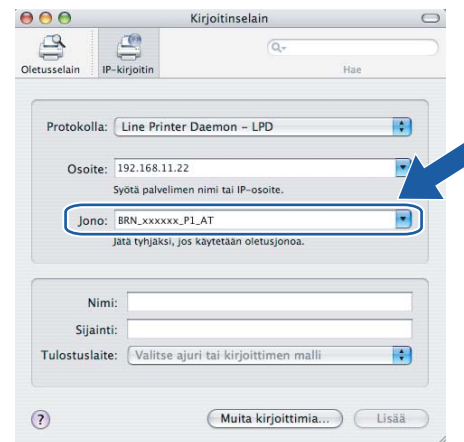 Kirjoitinselain
Oletusselain IP-kirjoitin Hae
Protokolla: Line Printer Daemon – LPD
Osoite: 192.168.11.22
Syötä palvelimen nimi tai IP-osoite.
Jono: BRN_xxxxxx_P1_AT
Jätä tyhjäksi, jos käytetään oletusjonoa.
Nimi:
Sijainti:
Tulostuslaite: Valitse ajuri tai kirjoittimen malli
? Muita kirjoittimia... Lisää